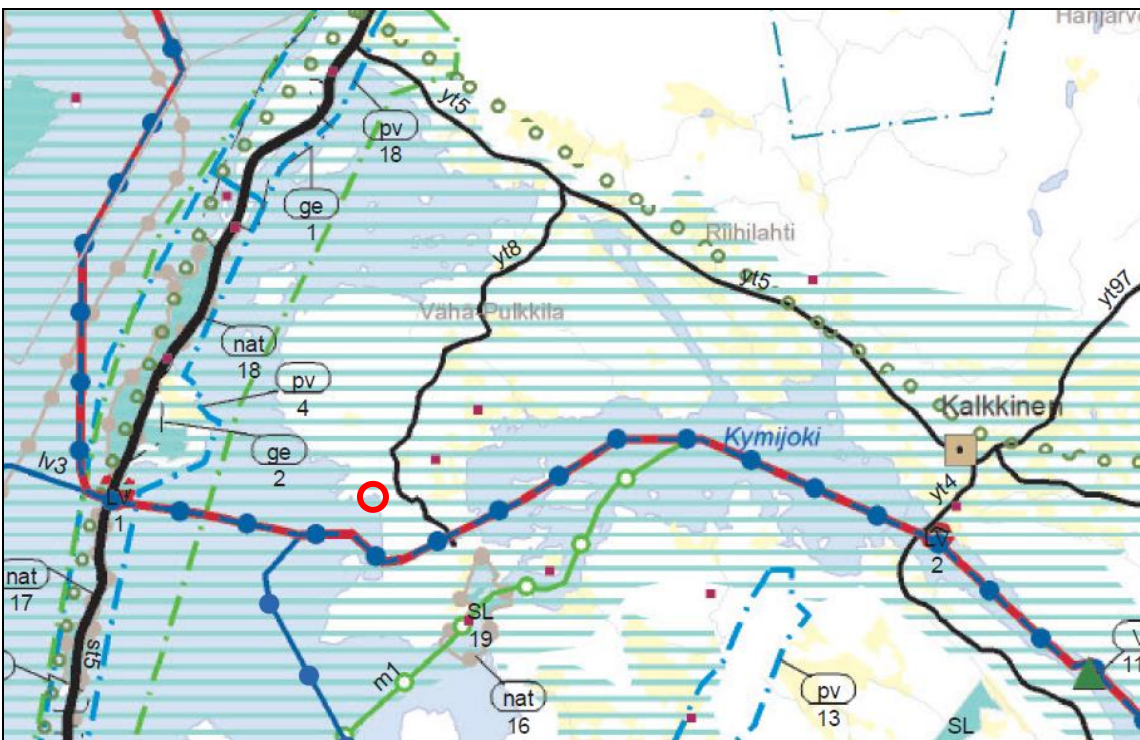 yt5
pv
18
ge
1
Riihilahti
yt8
yt5
yt97
Vähä-Pulkkila
nat
18
pv
4
Kalkkinen
Kymijoki
ge
2
lv3
LV
1
yt4
LV
2
nat
17
SL
19
st5
m1
nat
16
pv
13
11
SL